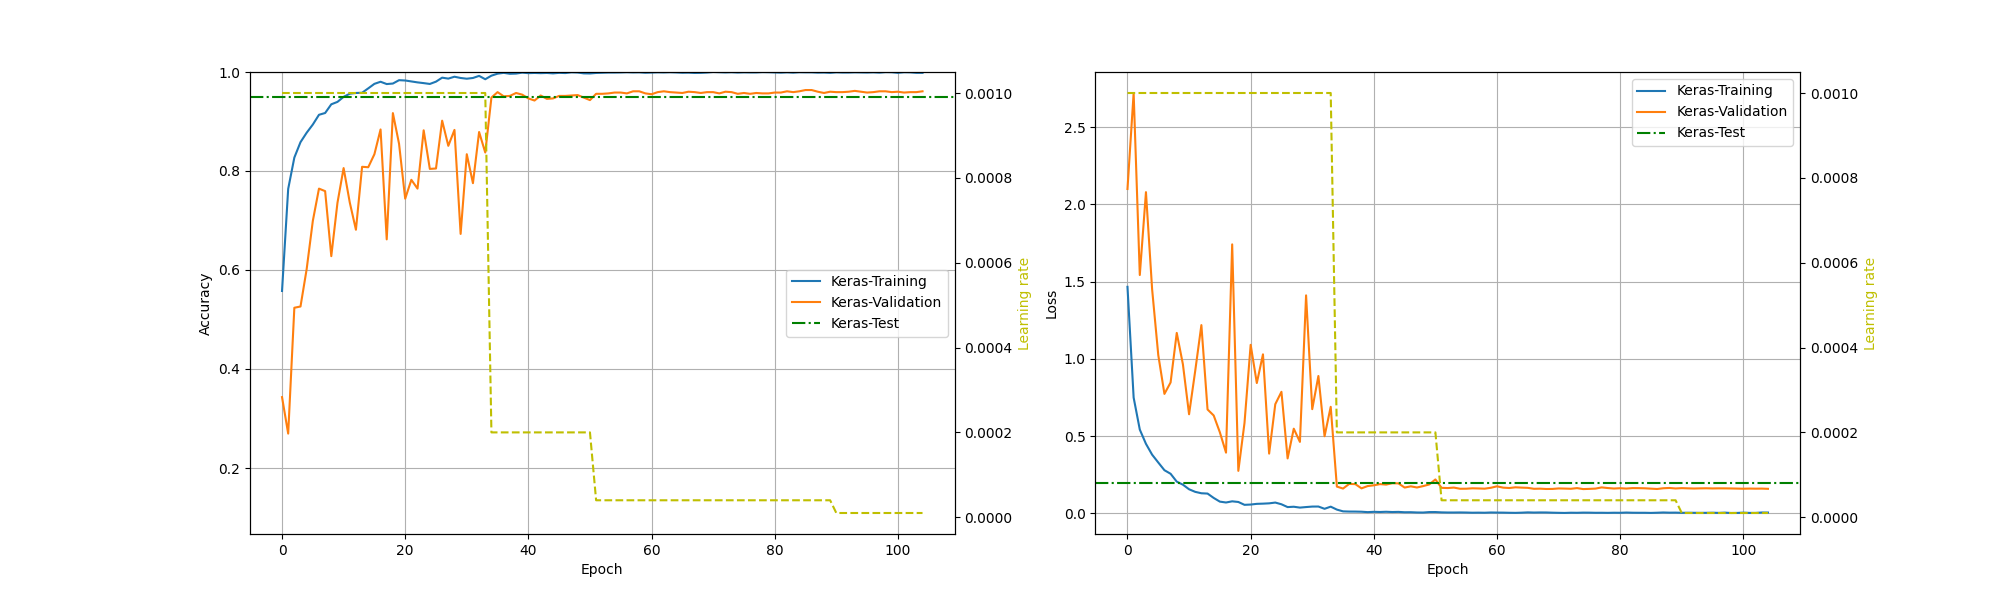 1.0
0.8
0.6
0.4
0.2
Accuracy
0
20
40
60
80
100
Epoch
0.0010
0.0008
0.0006
0.0004
0.0002
0.0000
Learning rate
Keras-Training
Keras-Validation
Keras-Test
2.5
2.0
1.5
1.0
0.5
0.0
Loss
0
20
40
60
80
100
Epoch
0.0010
0.0008
0.0006
0.0004
0.0002
0.0000
Learning rate
Keras-Training
Keras-Validation
Keras-Test